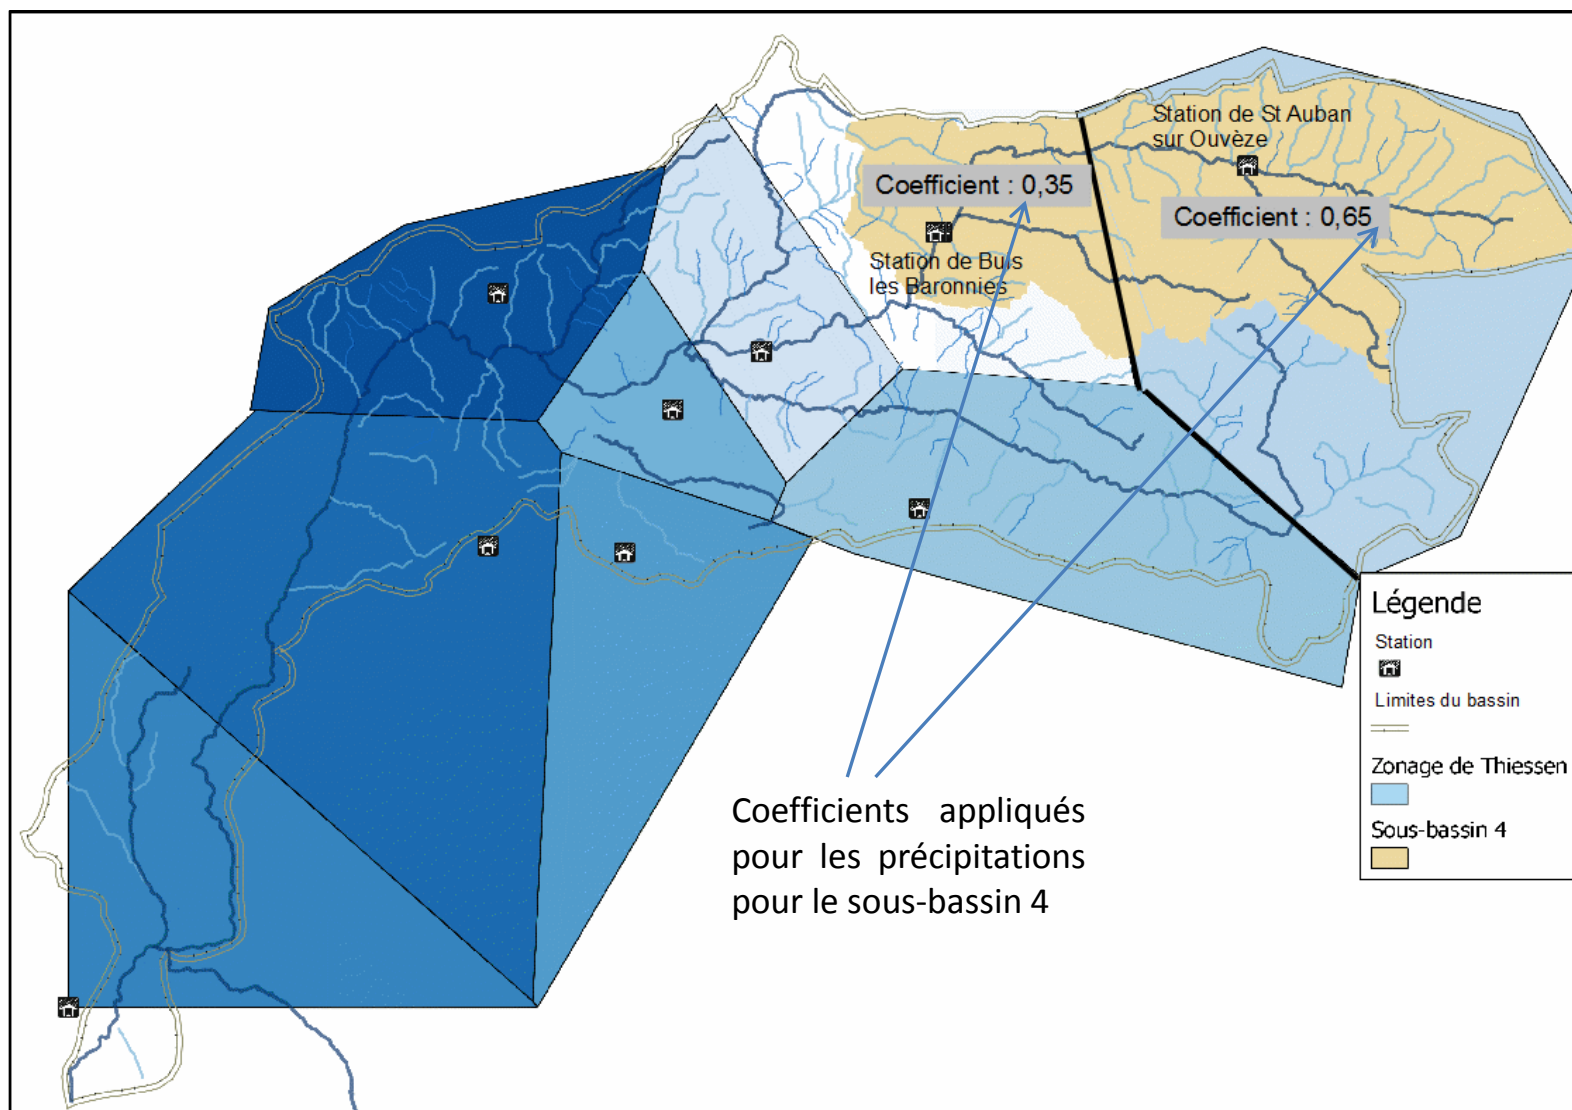 Station de St Auban
sur Ouvèze
Coefficient : 0,35
Coefficient : 0,65
Station de Buis
les Baronnies
Légende
Station
Limites du bassin
Zonage de Thiessen
Sous-bassin 4
Coefficients appliqués
pour les précipitations
pour le sous-bassin 4